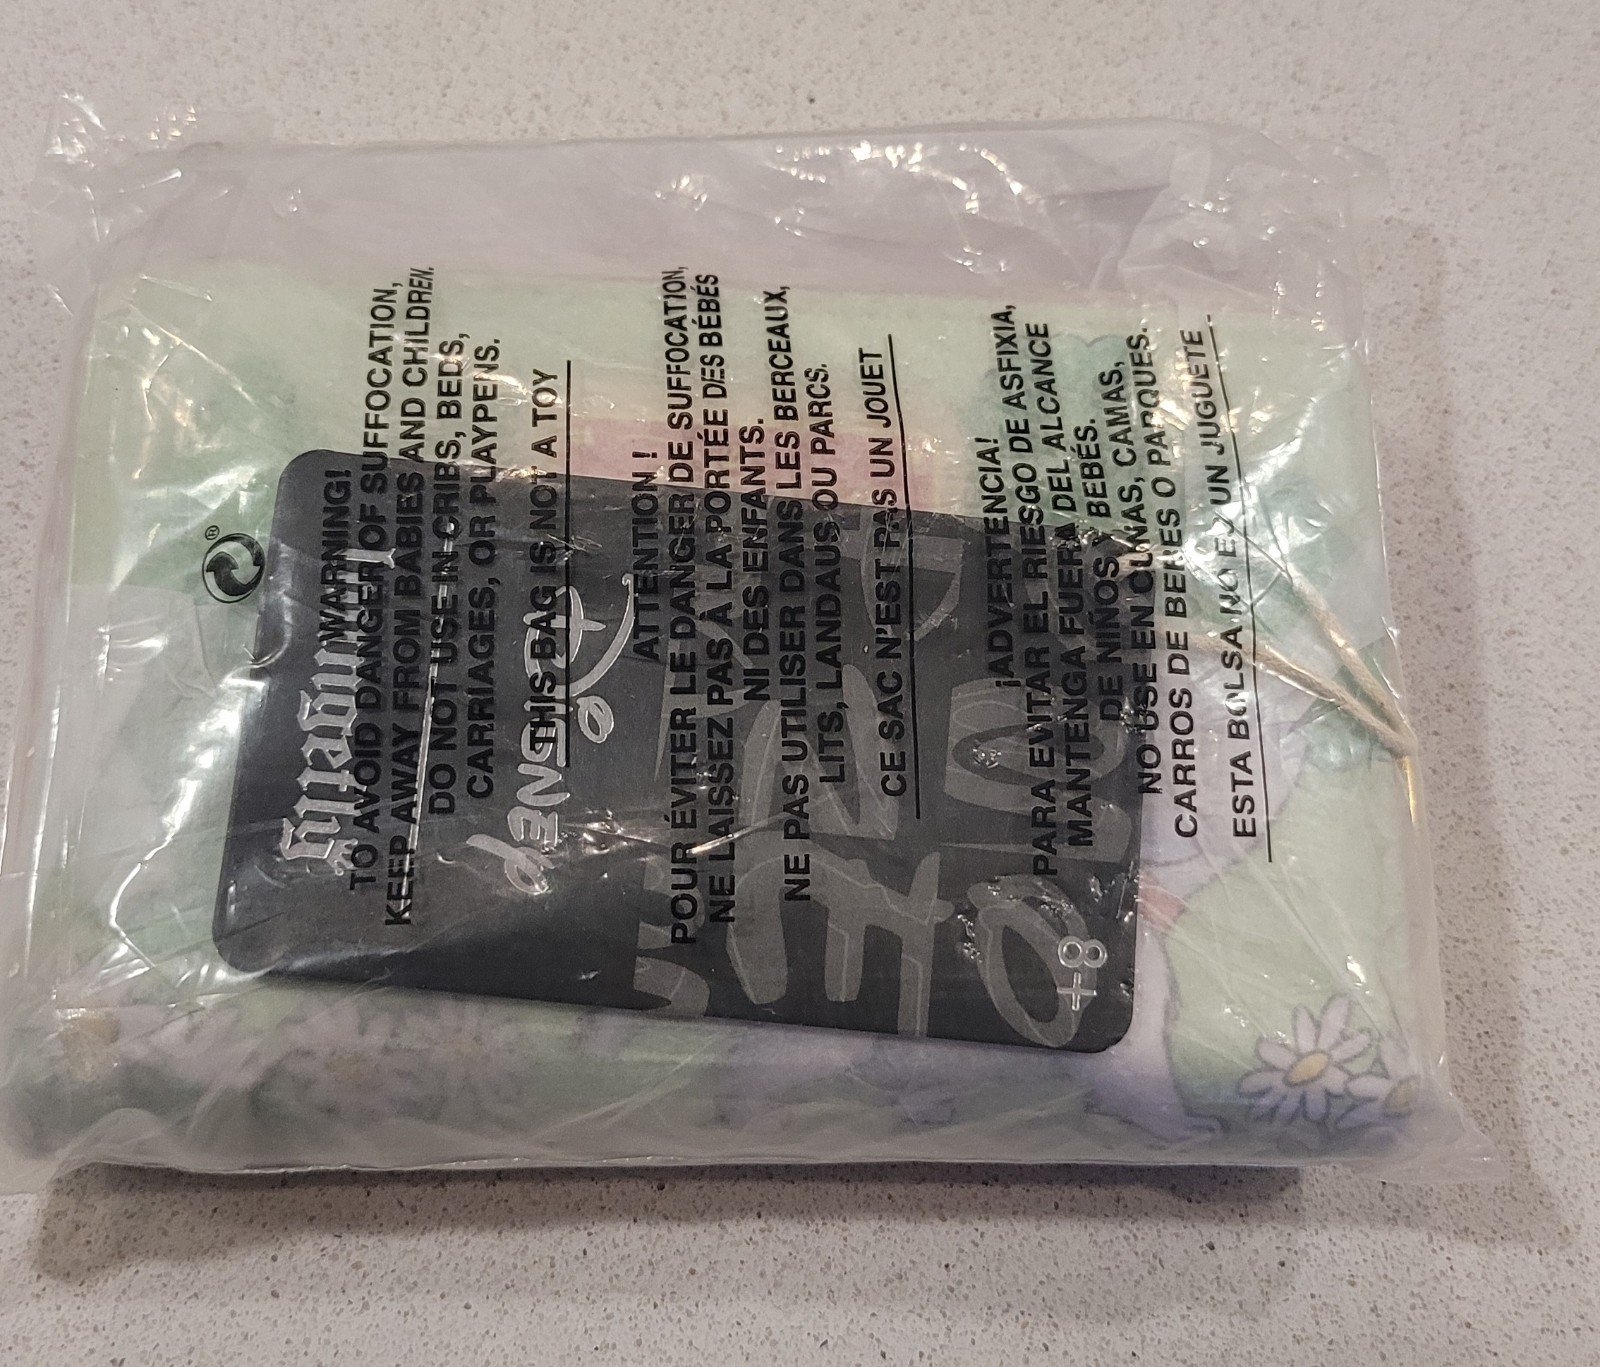 ®
WARNING!
TO AVOID DANGER OF SUFFOCATION,
KEEP AWAY FROM BABIES AND CHILDREN.
DO NOT USE IN CRIBS, BEDS,
CARRIAGES, OR PLAYPENS.
THIS BAG IS NOT A TOY
ATTENTION !
POUR ÉVITER LE DANGER DE SUFFOCATION,
NE LAISSEZ PAS À LA PORTÉE DES BÉBÉS
NI DES ENFANTS.
NE PAS UTILISER DANS LES BERCEAUX,
LITS, LANDAUS OU PARCS.
CE SAC N'EST PAS UN JOUET
¡ADVERTENCIA!
PARA EVITAR EL RIESGO DE ASFIXIA,
MANTENGA FUERA DEL ALCANCE
DE NIÑOS Y BEBÉS.
NO USE EN CUNAS, CAMAS,
CARROS DE BEBES O PARQUES.
ESTA BOLSA NO ES UN JUGUETE
Disney
+8